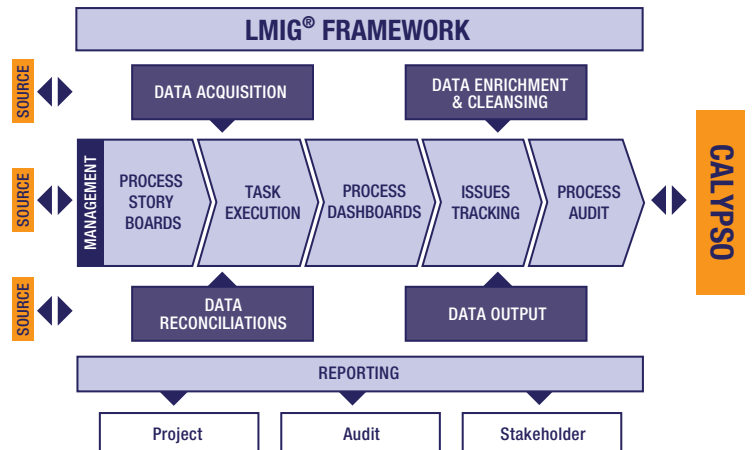 LMIG® FRAMEWORK
SOURCE
DATA ACQUISITION
DATA ENRICHMENT
& CLEANSING
SOURCE
MANAGEMENT
PROCESS
STORY
BOARDS
TASK
EXECUTION
PROCESS
DASHBOARDS
ISSUES
TRACKING
PROCESS
AUDIT
CALYPSO
SOURCE
DATA
RECONCILIATIONS
DATA OUTPUT
REPORTING
Project
Audit
Stakeholder